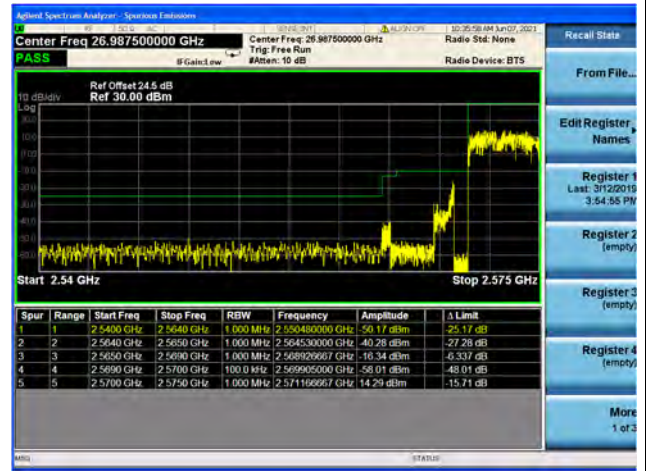 Agilent Spectrum Analyzer - Spurious Emissions
Center Freq 26.987500000 GHz
PASS
IFGain:Low
Center Freq: 26.987500000 GHz
Trig: Free Run
#Atten: 10 dB
10:35:58 AM Jun 07, 2021
Radio Std: None
Radio Device: BTS
Ref Offset 24.5 dB
10 dB/div Ref 30.00 dBm
Log
Start 2.54 GHz
Stop 2.575 GHz
Spur Range Start Freq Stop Freq RBW Frequency Amplitude Δ Limit
1 1 2.5400 GHz 2.5640 GHz 1.000 MHz 2.550480000 GHz -50.17 dBm -25.17 dB
2 2 2.5640 GHz 2.5650 GHz 1.000 MHz 2.564530000 GHz -40.28 dBm -27.28 dB
3 3 2.5650 GHz 2.5690 GHz 1.000 MHz 2.568926667 GHz -16.34 dBm -6.337 dB
4 4 2.5690 GHz 2.5700 GHz 100.0 kHz 2.569905000 GHz -58.01 dBm -48.01 dB
5 5 2.5700 GHz 2.5750 GHz 1.000 MHz 2.571166667 GHz 14.29 dBm -15.71 dB
MSG
STATUS
Recall State
From File...
Edit Register
Names
Register 1
Last: 3/12/2019
3:54:55 PM
Register 2
(empty)
Register 3
(empty)
Register 4
(empty)
More
1 of 3